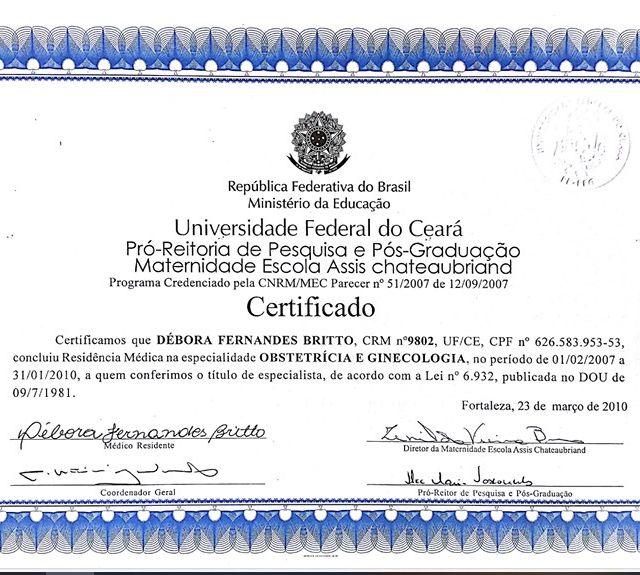 República Federativa do Brasil
Ministério da Educação
Universidade Federal do Ceará
Pró-Reitoria de Pesquisa e Pós-Graduação
Maternidade Escola Assis chateaubriand
Programa Credenciado pela CNRM/MEC Parecer nº 51/2007 de 12/09/2007
Certificado
Certificamos que DÉBORA FERNANDES BRITTO, CRM nº9802, UF/CE, CPF nº 626.583.953-53,
concluiu Residência Médica na especialidade OBSTETRÍCIA E GINECOLOGIA, no período de 01/02/2007 a
31/01/2010, a quem conferimos o título de especialista, de acordo com a Lei nº 6.932, publicada no DOU de
09/7/1981.
Fortaleza, 23 de março de 2010
Débora Fernandes Britto
Médico Residente
Diretor da Maternidade Escola Assis Chateaubriand
Coordenador Geral
Pró-Reitor de Pesquisa e Pós-Graduação